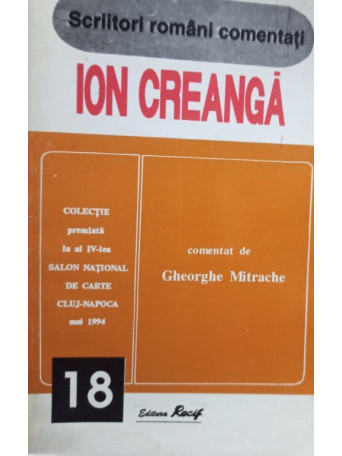 Scriitori români comentați
ION CREANGĂ
COLECȚIE
premiată
la al IV-lea
SALON NAȚIONAL
DE CARTE
CLUJ-NAPOCA
mai 1994
comentat de
Gheorghe Mitrache
18
Editura Recif